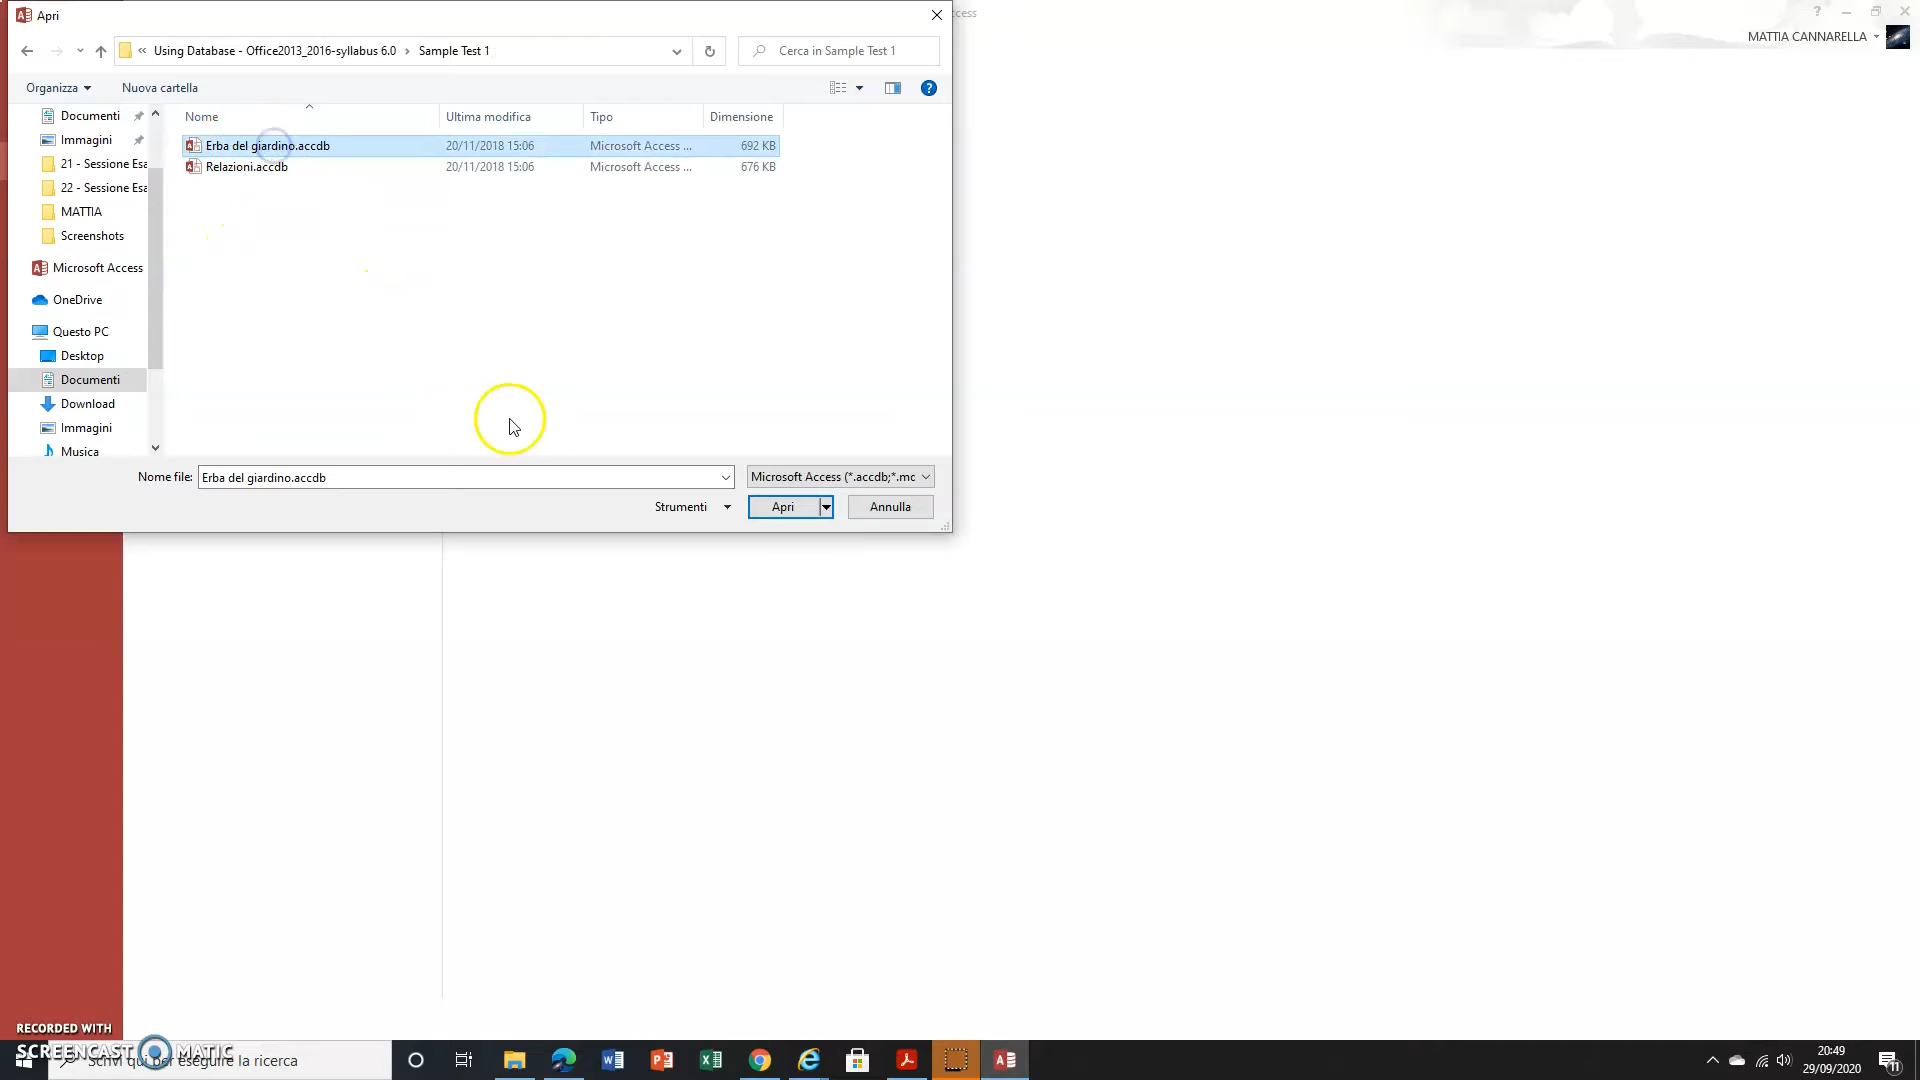 Apri
ccess
MATTIA CANNARELLA
« Using Database - Office2013_2016-syllabus 6.0 › Sample Test 1
Cerca in Sample Test 1
Organizza
Nuova cartella
Nome
Ultima modifica
Tipo
Dimensione
Erba del giardino.accdb
20/11/2018 15:06
Microsoft Access ...
692 KB
Relazioni.accdb
20/11/2018 15:06
Microsoft Access ...
676 KB
Documenti
Immagini
21 - Sessione Esa
22 - Sessione Esa
MATTIA
Screenshots
Microsoft Access
OneDrive
Questo PC
Desktop
Documenti
Download
Immagini
Musica
Nome file:
Erba del giardino.accdb
Microsoft Access (*.accdb;*.mc
Strumenti
Apri
Annulla
RECORDED WITH
SCREENCAST MATIC
Scrivi qui per eseguire la ricerca
20:49
29/09/2020
11